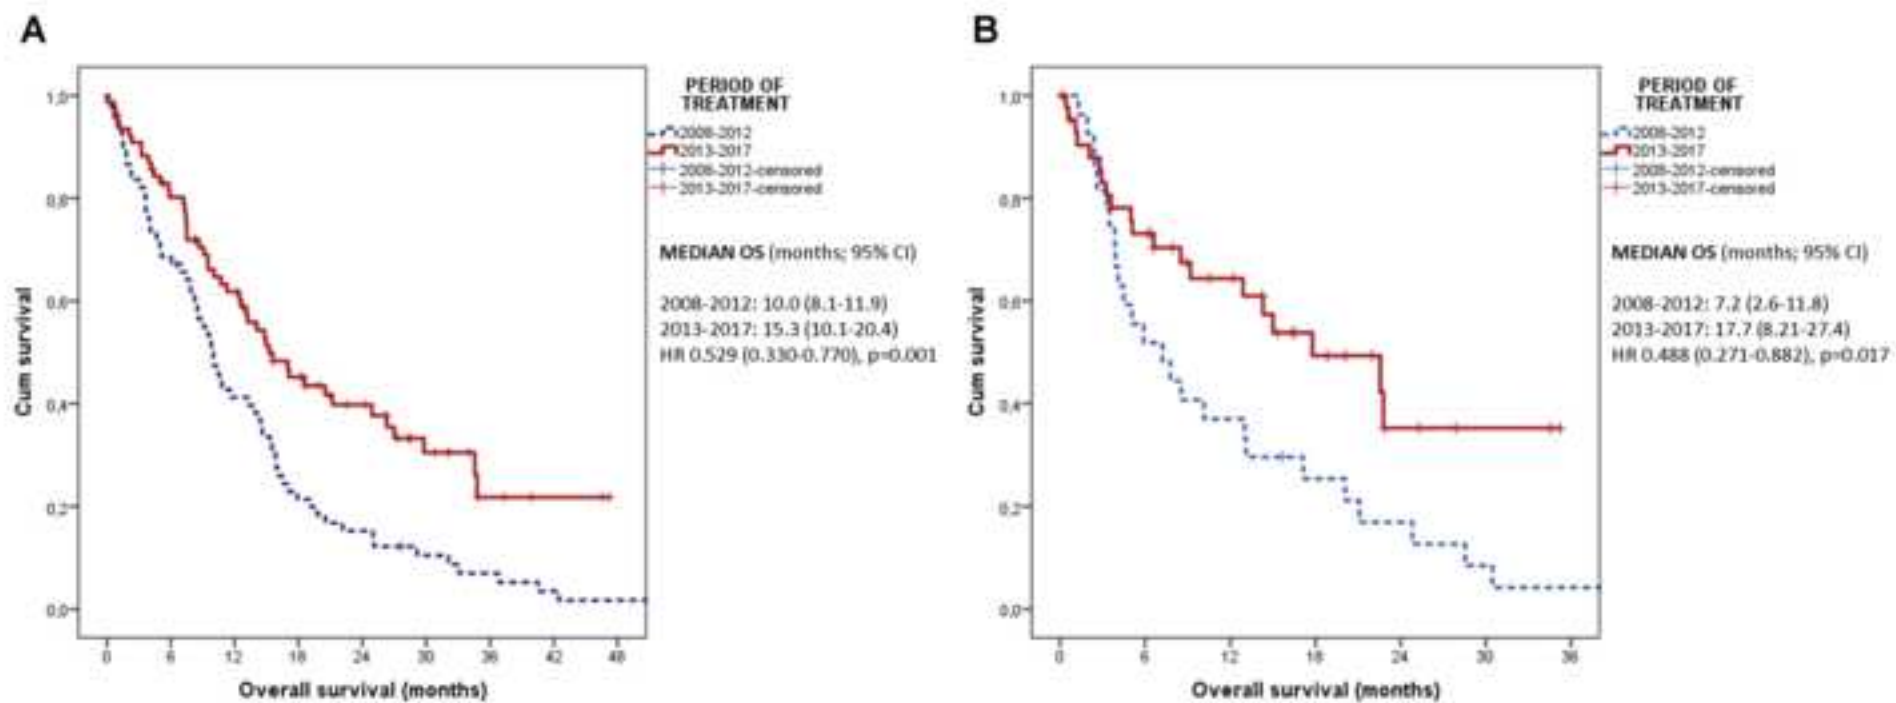 A
PERIOD OF
TREATMENT
2008-2012
2013-2017
2008-2012-censored
2013-2017-censored
MEDIAN OS (months; 95% CI)
2008-2012: 10.0 (8.1-11.9)
2013-2017: 15.3 (10.1-20.4)
HR 0.529 (0.330-0.770), p=0.001
Cum survival
1,0
0,8
0,6
0,4
0,2
0,0
0 6 12 18 24 30 36 42 48
Overall survival (months)
B
PERIOD OF
TREATMENT
2008-2012
2013-2017
2008-2012-censored
2013-2017-censored
MEDIAN OS (months; 95% CI)
2008-2012: 7.2 (2.6-11.8)
2013-2017: 17.7 (8.21-27.4)
HR 0.488 (0.271-0.882), p=0.017
Cum survival
1,0
0,8
0,6
0,4
0,2
0,0
0 6 12 18 24 30 36
Overall survival (months)